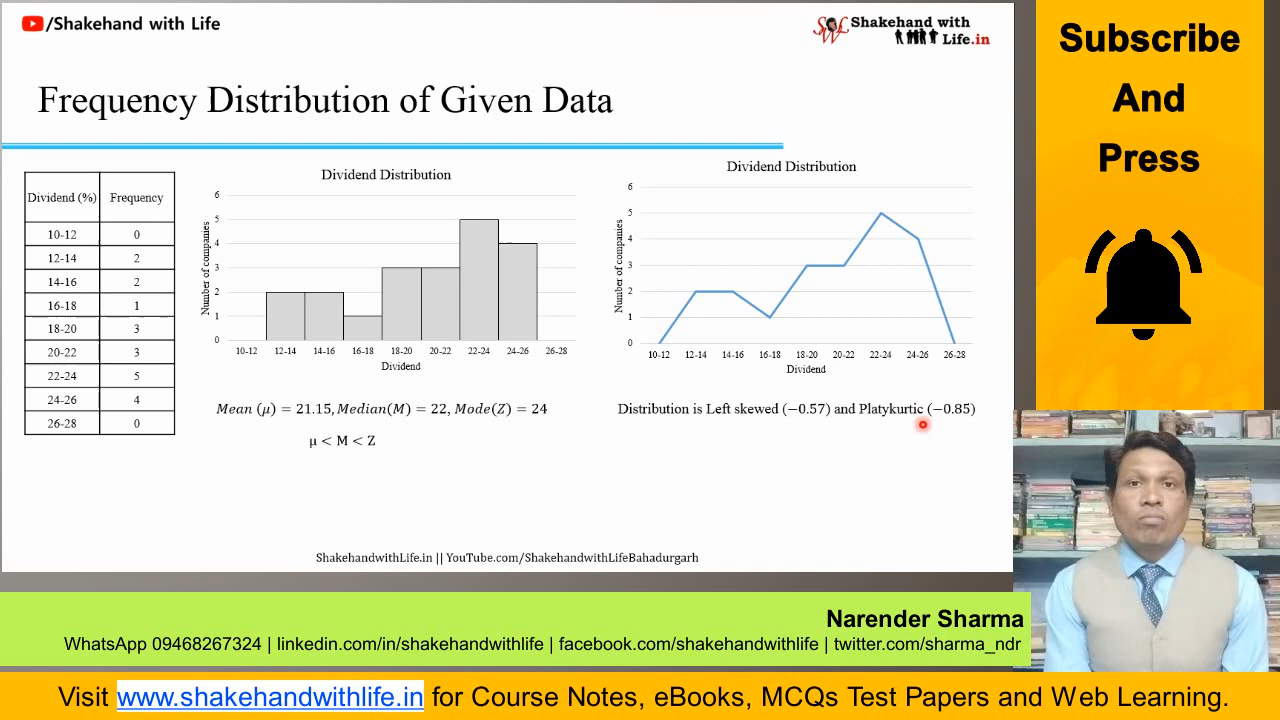 /Shakehand with Life
Shakehand with
Life.in
Subscribe
And
Press
Frequency Distribution of Given Data
Dividend (%) Frequency
10-12 0
12-14 2
14-16 2
16-18 1
18-20 3
20-22 3
22-24 5
24-26 4
26-28 0
Dividend Distribution
Number of companies
6
5
4
3
2
1
0
10-12 12-14 14-16 16-18 18-20 20-22 22-24 24-26 26-28
Dividend
Mean (μ) = 21.15, Median(M) = 22, Mode(Z) = 24
μ < M < Z
Dividend Distribution
Number of companies
6
5
4
3
2
1
0
10-12 12-14 14-16 16-18 18-20 20-22 22-24 24-26 26-28
Dividend
Distribution is Left skewed (−0.57) and Platykurtic (−0.85)
ShakehandwithLife.in || YouTube.com/ShakehandwithLifeBahadurgarh
Narender Sharma
WhatsApp 09468267324 | linkedin.com/in/shakehandwithlife | facebook.com/shakehandwithlife | twitter.com/sharma_ndr
Visit www.shakehandwithlife.in for Course Notes, eBooks, MCQs Test Papers and Web Learning.